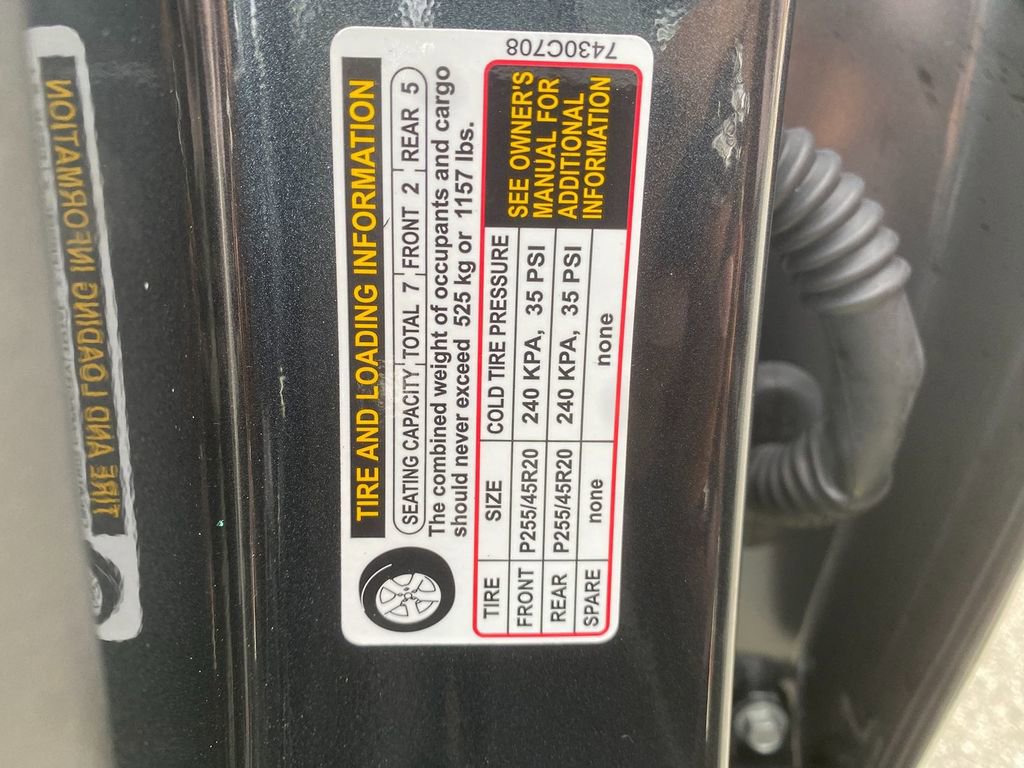 7430C708
TIRE AND LOADING INFORMATION
SEATING CAPACITY TOTAL 7 FRONT 2 REAR 5
The combined weight of occupants and cargo
should never exceed 525 kg or 1157 lbs.
TIRE SIZE COLD TIRE PRESSURE
FRONT P255/45R20 240 KPA, 35 PSI
REAR P255/45R20 240 KPA, 35 PSI
SPARE none none
SEE OWNER'S
MANUAL FOR
ADDITIONAL
INFORMATION
TIRE AND LOADING INFORMATION